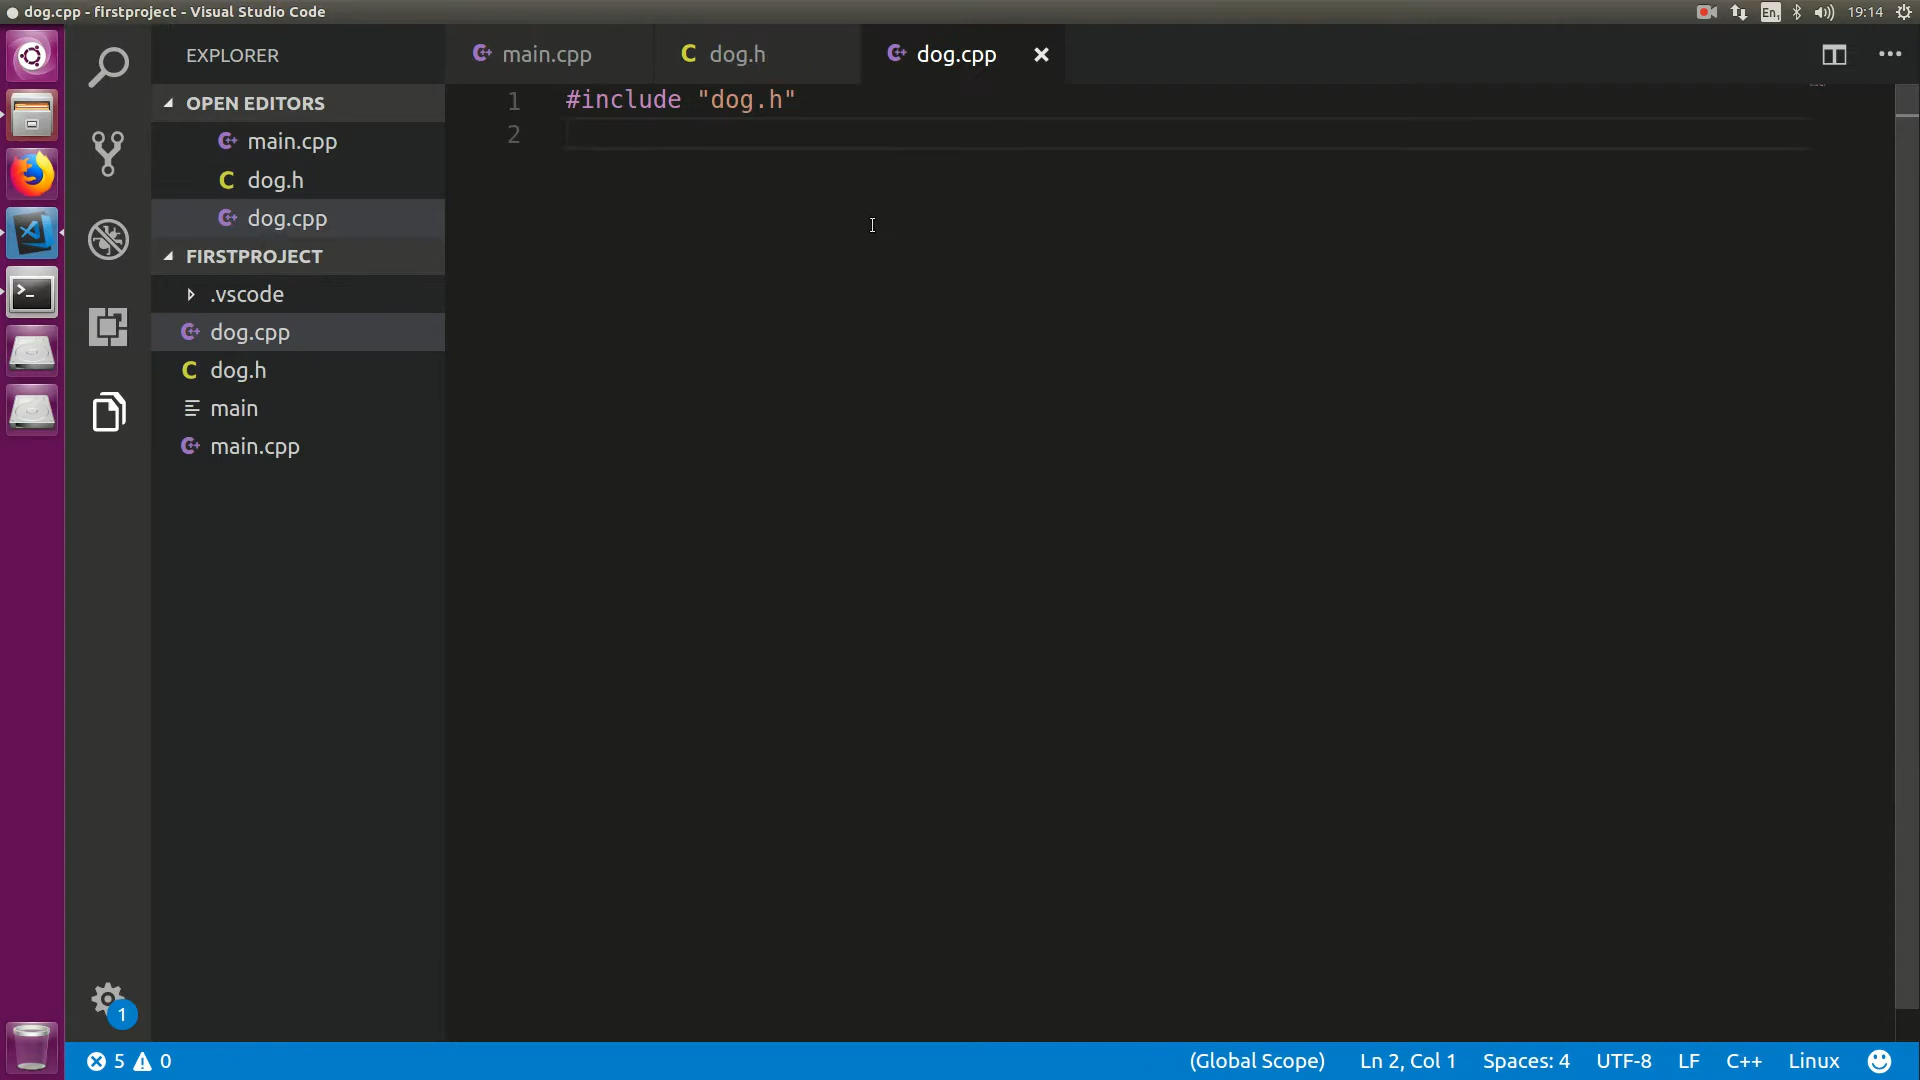 dog.cpp - firstproject - Visual Studio Code
En₁
19:14
EXPLORER
main.cpp
dog.h
dog.cpp
OPEN EDITORS
main.cpp
dog.h
dog.cpp
FIRSTPROJECT
.vscode
dog.cpp
dog.h
main
main.cpp
1 #include "dog.h"
2
1
5 0
(Global Scope) Ln 2, Col 1 Spaces: 4 UTF-8 LF C++ Linux